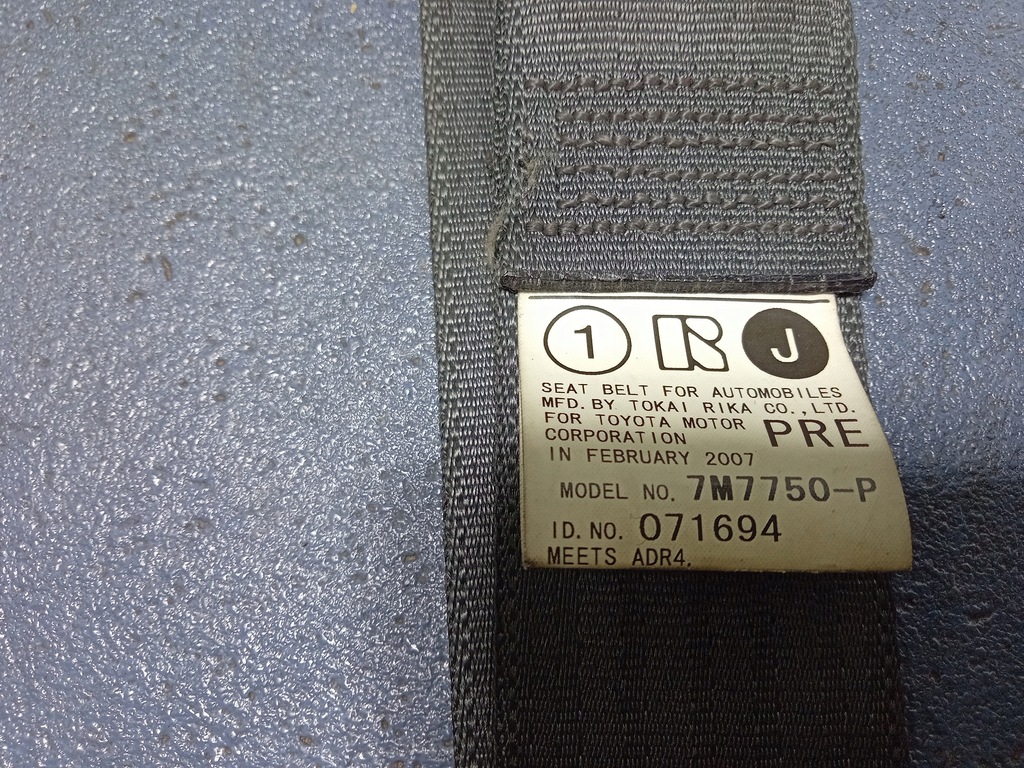 1 R J
SEAT BELT FOR AUTOMOBILES
MFD. BY TOKAI RIKA CO., LTD.
FOR TOYOTA MOTOR
CORPORATION PRE
IN FEBRUARY 2007
MODEL NO. 7M7750-P
ID. NO. 071694
MEETS ADR4.